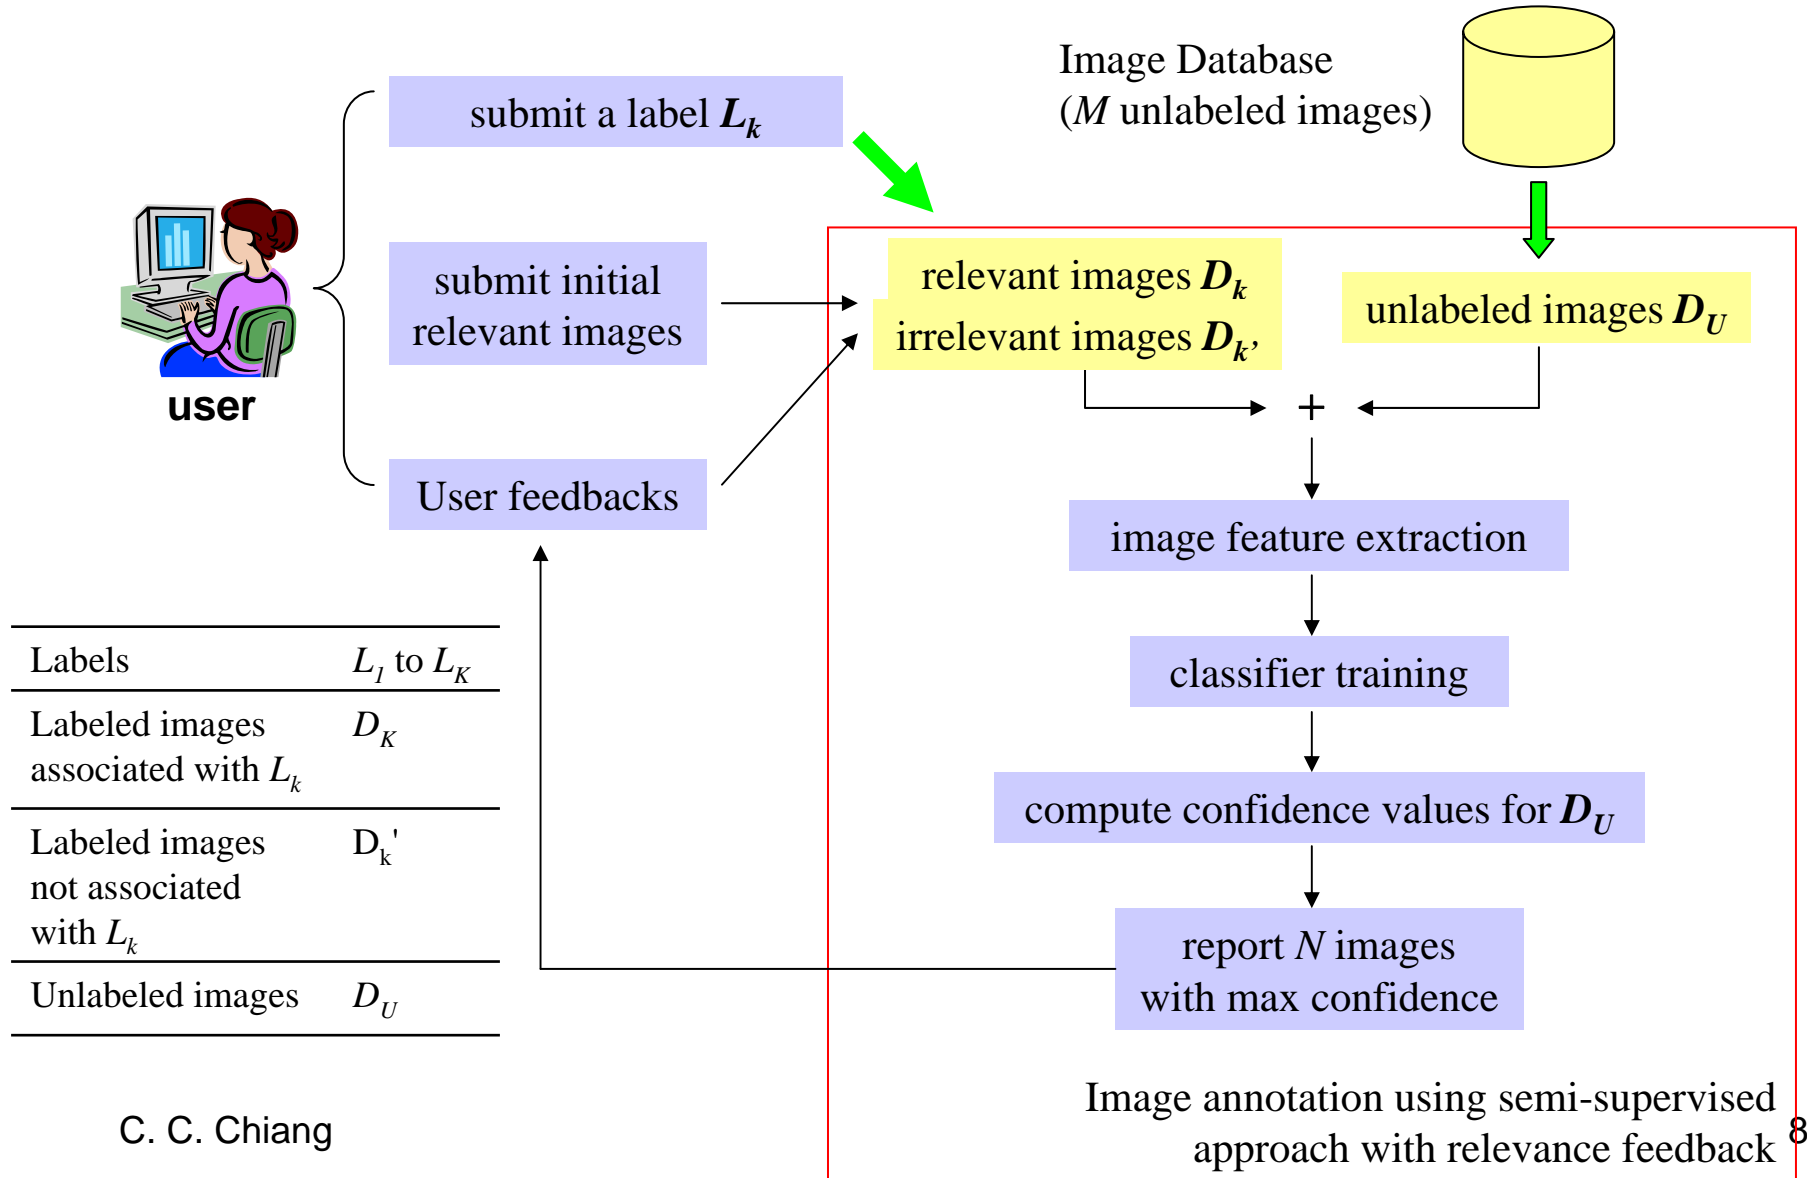 submit a label Lk
Image Database
(M unlabeled images)
submit initial
relevant images
relevant images Dk
irrelevant images Dk’
unlabeled images DU
user
+
User feedbacks
image feature extraction
classifier training
compute confidence values for DU
report N images
with max confidence
Labels L1 to LK
Labeled images DK
associated with Lk
Labeled images Dk'
not associated
with Lk
Unlabeled images DU
Image annotation using semi-supervised
approach with relevance feedback
C. C. Chiang
8